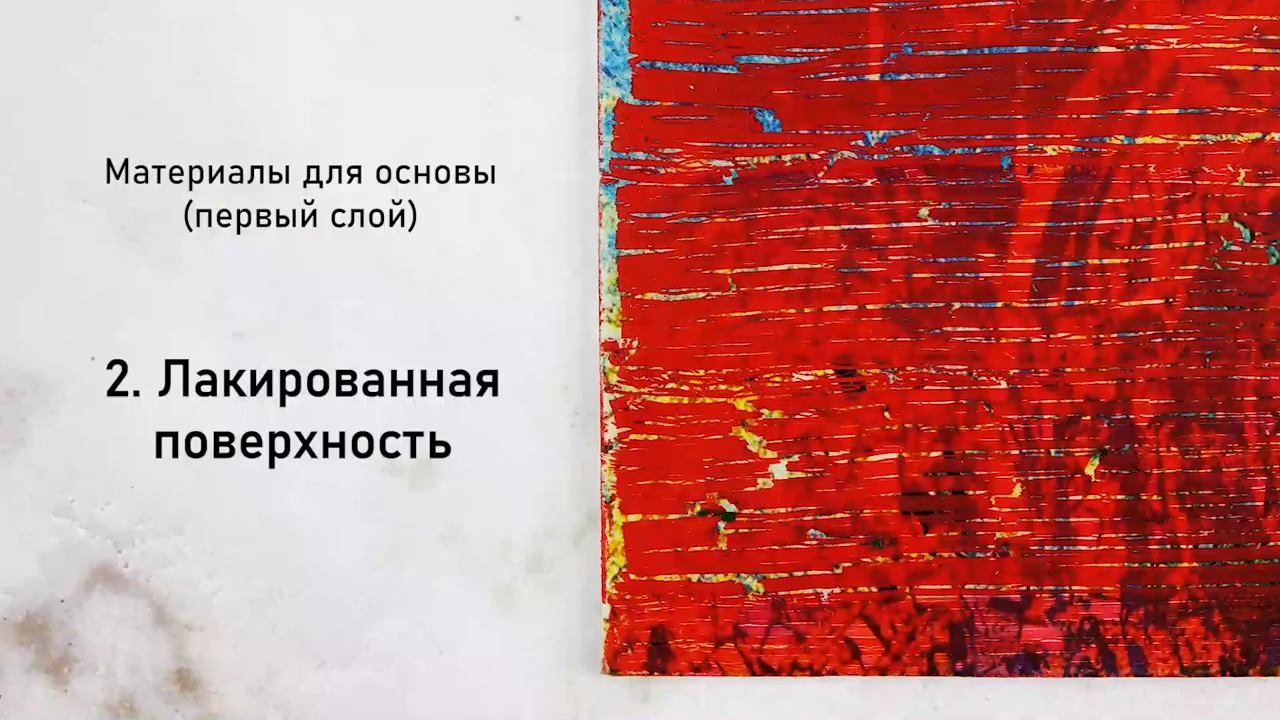 Материалы для основы
(первый слой)
2. Лакированная
поверхность